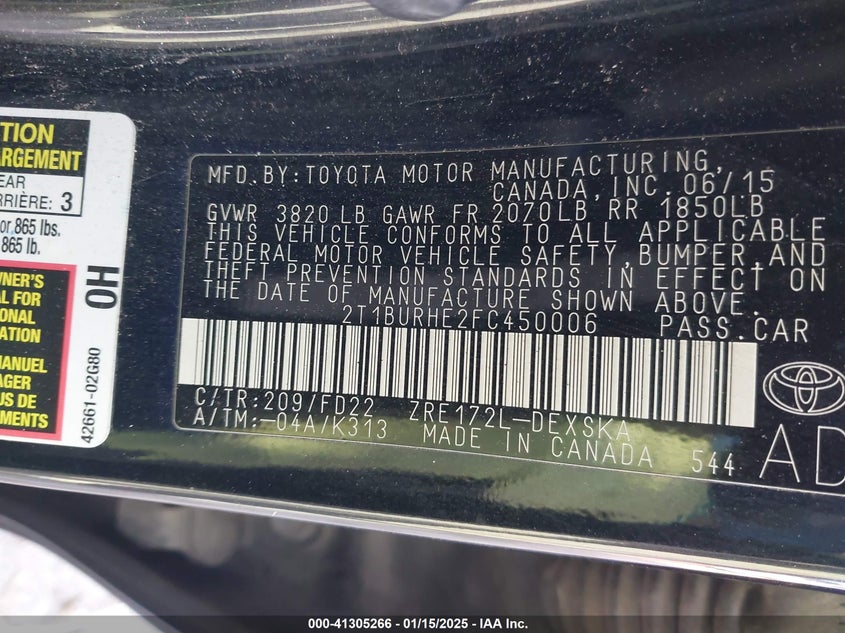 TION
ARGEMENT
EAR
RRIÈRE: 3
or 865 lbs.
865 lb.
WNER'S
AL FOR
TIONAL
ATION
MANUEL
AGER
US DE
IONS
OH
42661-02G80
MFD. BY: TOYOTA MOTOR MANUFACTURING,
CANADA, INC. 06/15
GVWR 3820 LB GAWR FR 2070LB RR 1850LB
THIS VEHICLE CONFORMS TO ALL APPLICABLE
FEDERAL MOTOR VEHICLE SAFETY, BUMPER, AND
THEFT PREVENTION STANDARDS IN EFFECT ON
THE DATE OF MANUFACTURE SHOWN ABOVE.
2T1BURHE2FC450006 PASS. CAR
C/TR: 209/FD22 ZRE172L-DEXSKA
A/TM: -04A/K313 MADE IN CANADA 544
AD
000-41305266 - 01/15/2025 - IAA Inc.